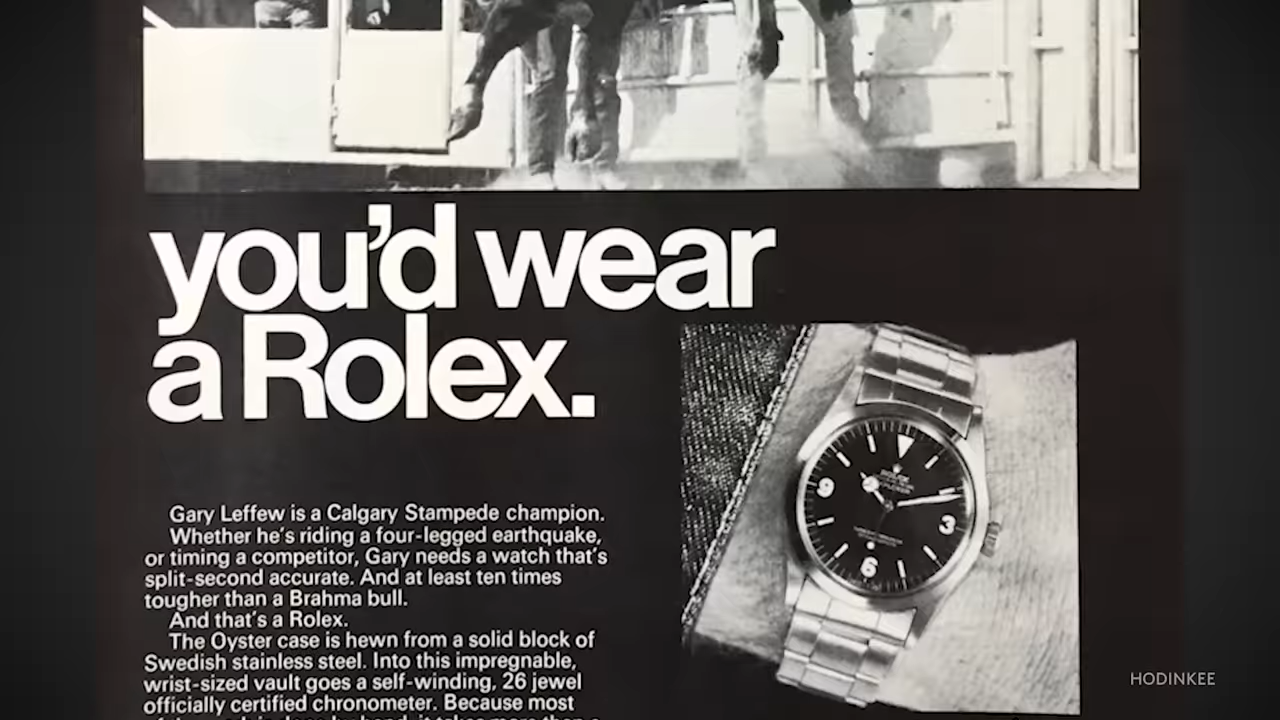 you'd wear
a Rolex.
Gary Leffew is a Calgary Stampede champion.
Whether he's riding a four-legged earthquake,
or timing a competitor, Gary needs a watch that's
split-second accurate. And at least ten times
tougher than a Brahma bull.
And that's a Rolex.
The Oyster case is hewn from a solid block of
Swedish stainless steel. Into this impregnable,
wrist-sized vault goes a self-winding, 26 jewel
officially certified chronometer. Because most
9
3
6
ROLEX
HODINKEE